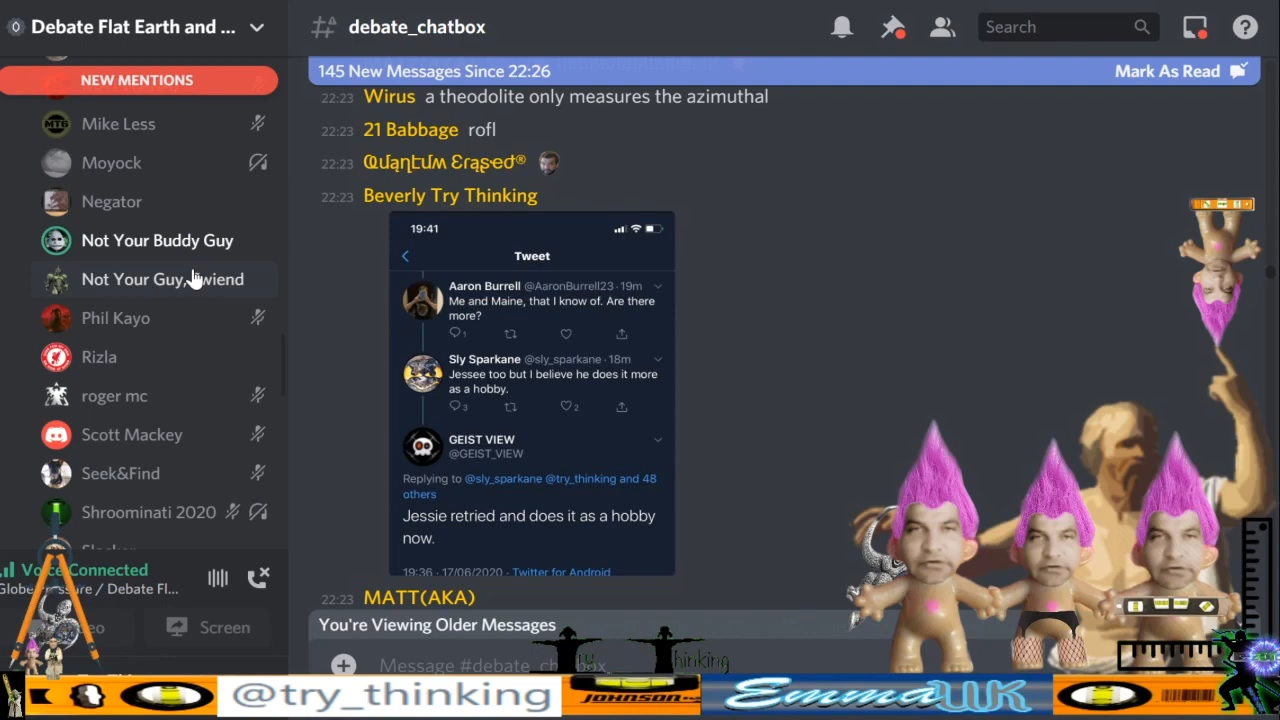 Debate Flat Earth and ...
debate_chatbox
Search
NEW MENTIONS
145 New Messages Since 22:26
Mark As Read
Mike Less
Moyock
Negator
Not Your Buddy Guy
Not Your Guy, wiend
Phil Kayo
Rizla
roger mc
Scott Mackey
Seek&Find
Shroominati 2020
Voice Connected
/ Debate Fl...
Screen
22:23 Wirus a theodolite only measures the azimuthal
22:23 21 Babbage rofl
22:23
22:23 Beverly Try Thinking
19:41
Tweet
Aaron Burrell @AaronBurrell23 · 19m
Me and Maine, that I know of. Are there
more?
1
Sly Sparkane @sly_sparkane · 18m
Jessee too but I believe he does it more
as a hobby.
3 2
GEIST VIEW
@GEIST_VIEW
Replying to @sly_sparkane @try_thinking and 48
others
Jessie retried and does it as a hobby
now.
19:36 · 17/06/2020 · Twitter for Android
22:23 MATT(AKA)
You're Viewing Older Messages
Message #debate_chatbox
@try_thinking
JOHNSON
EmmaUK